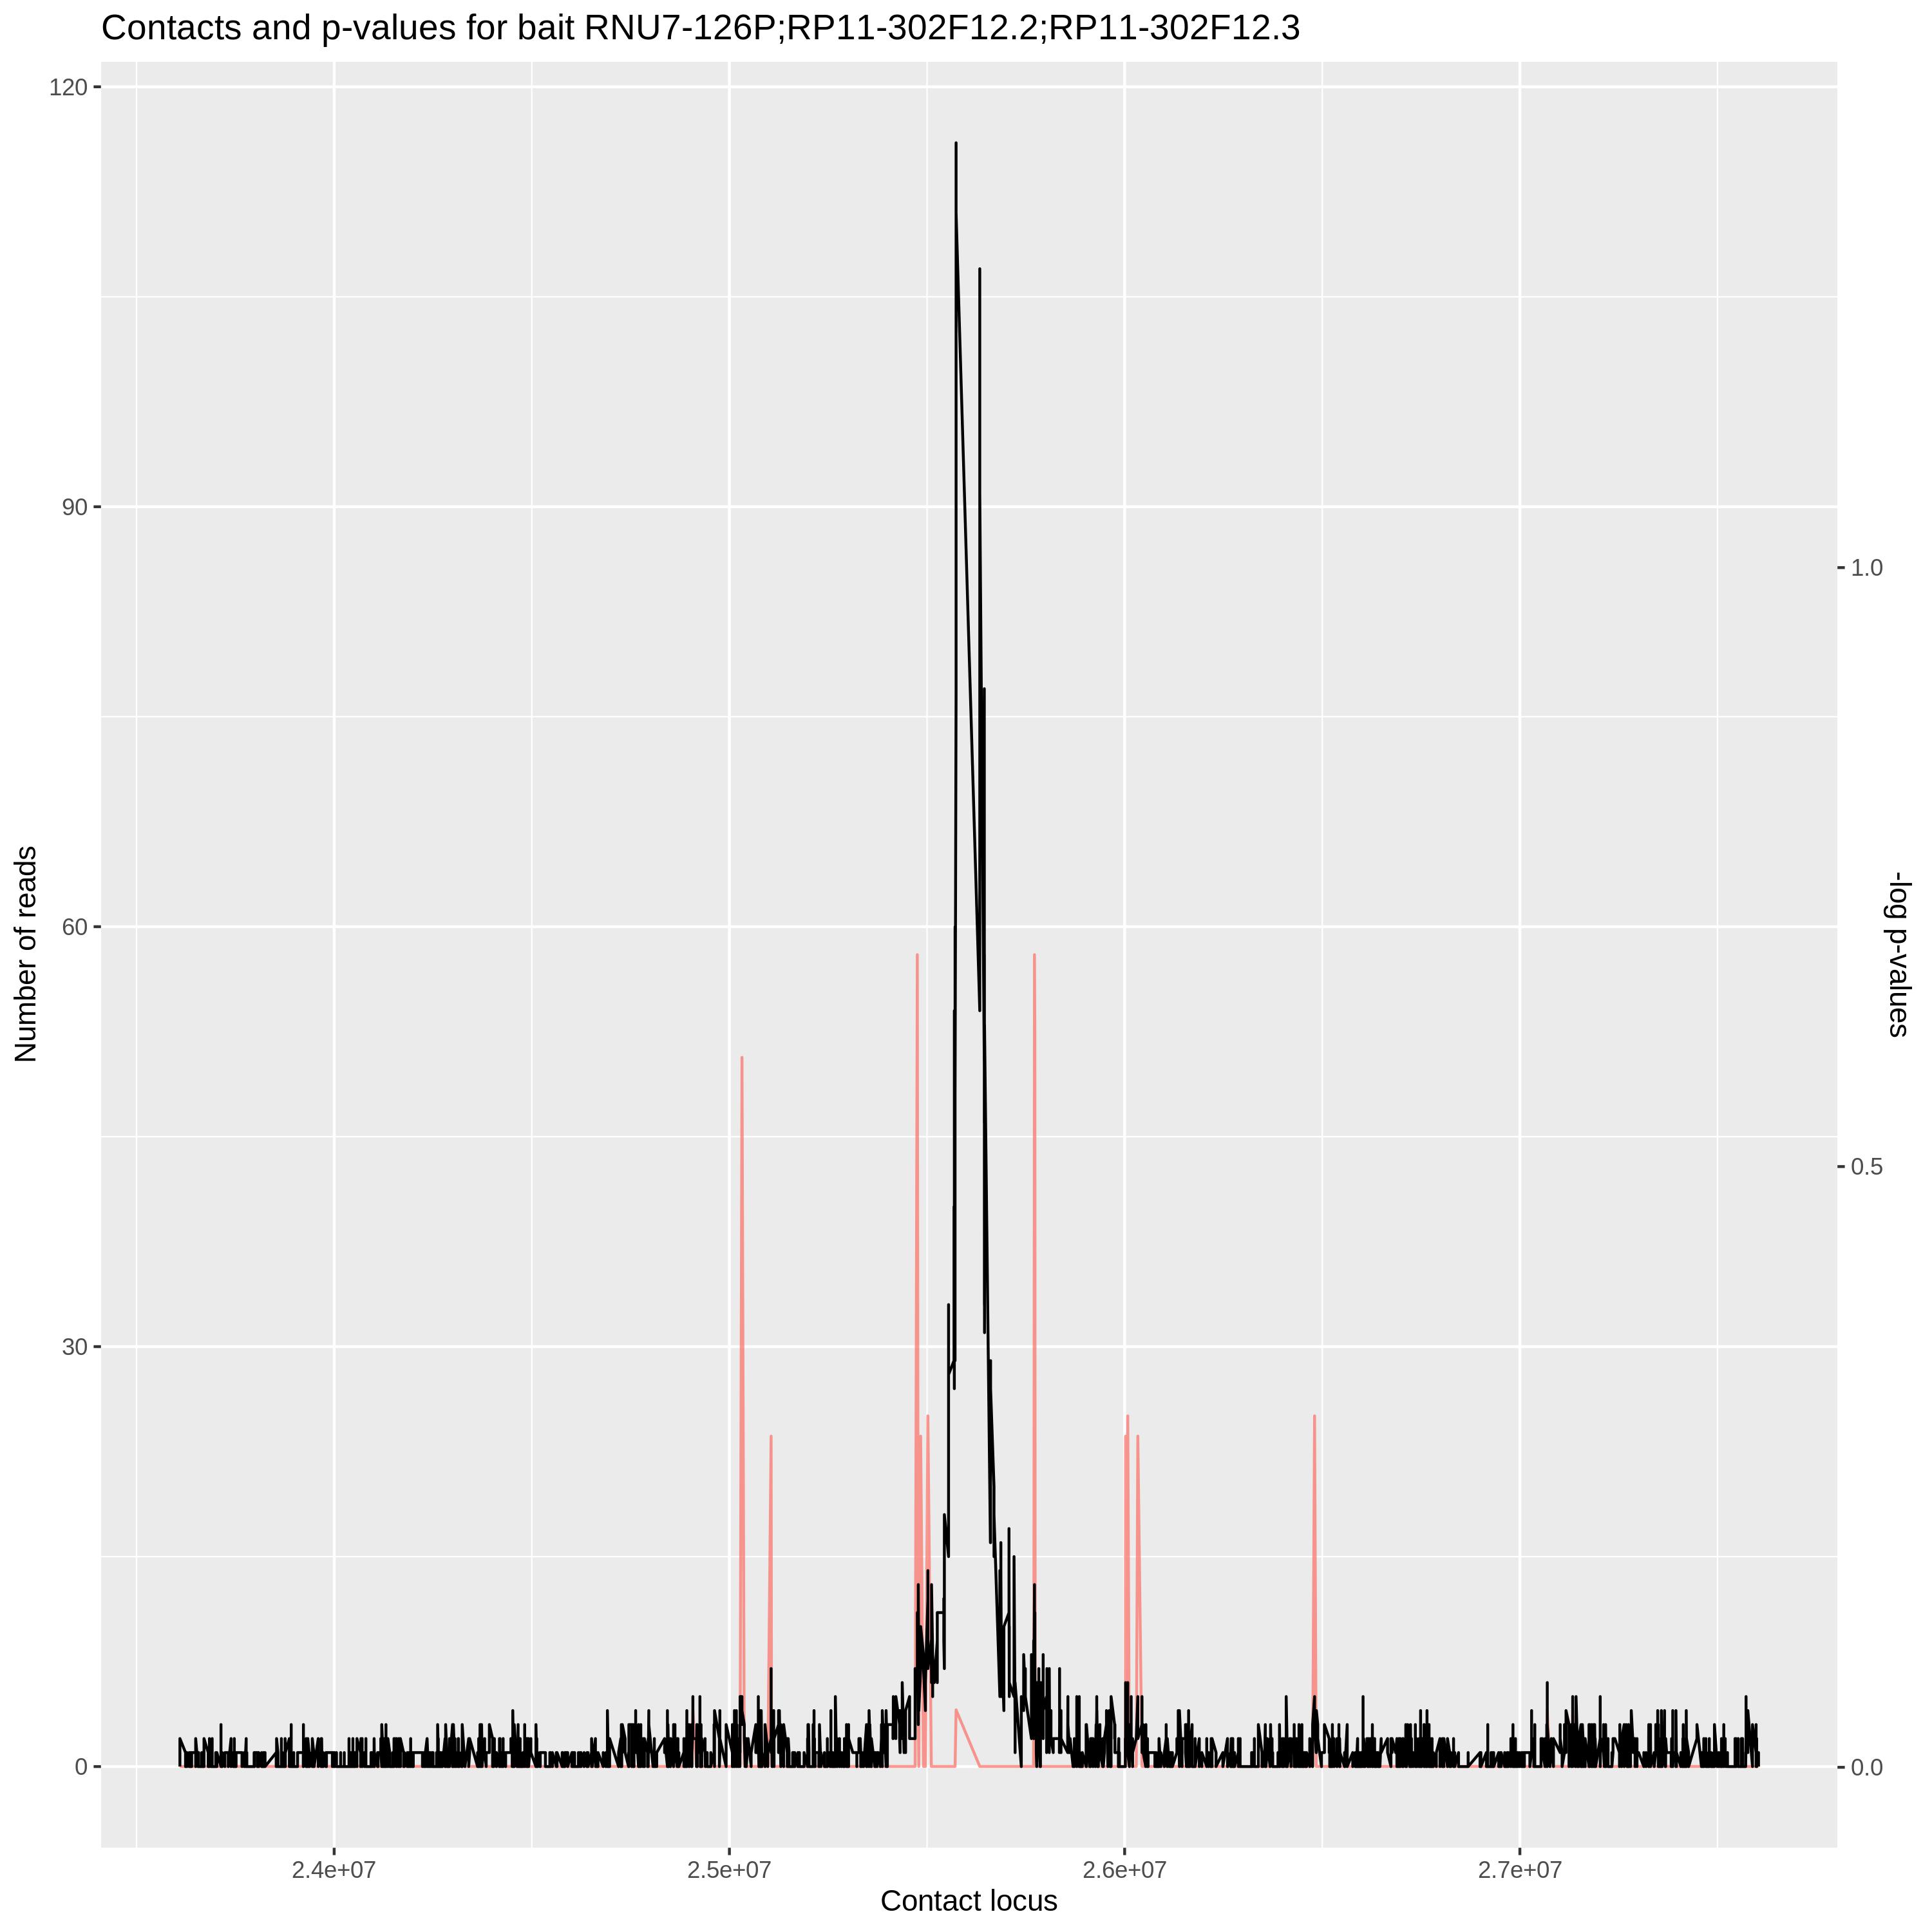 Contacts and p-values for bait RNU7-126P;RP11-302F12.2;RP11-302F12.3
120
90
60
30
0
Number of reads
1.0
0.5
0.0
-log p-values
2.4e+07 2.5e+07 2.6e+07 2.7e+07
Contact locus